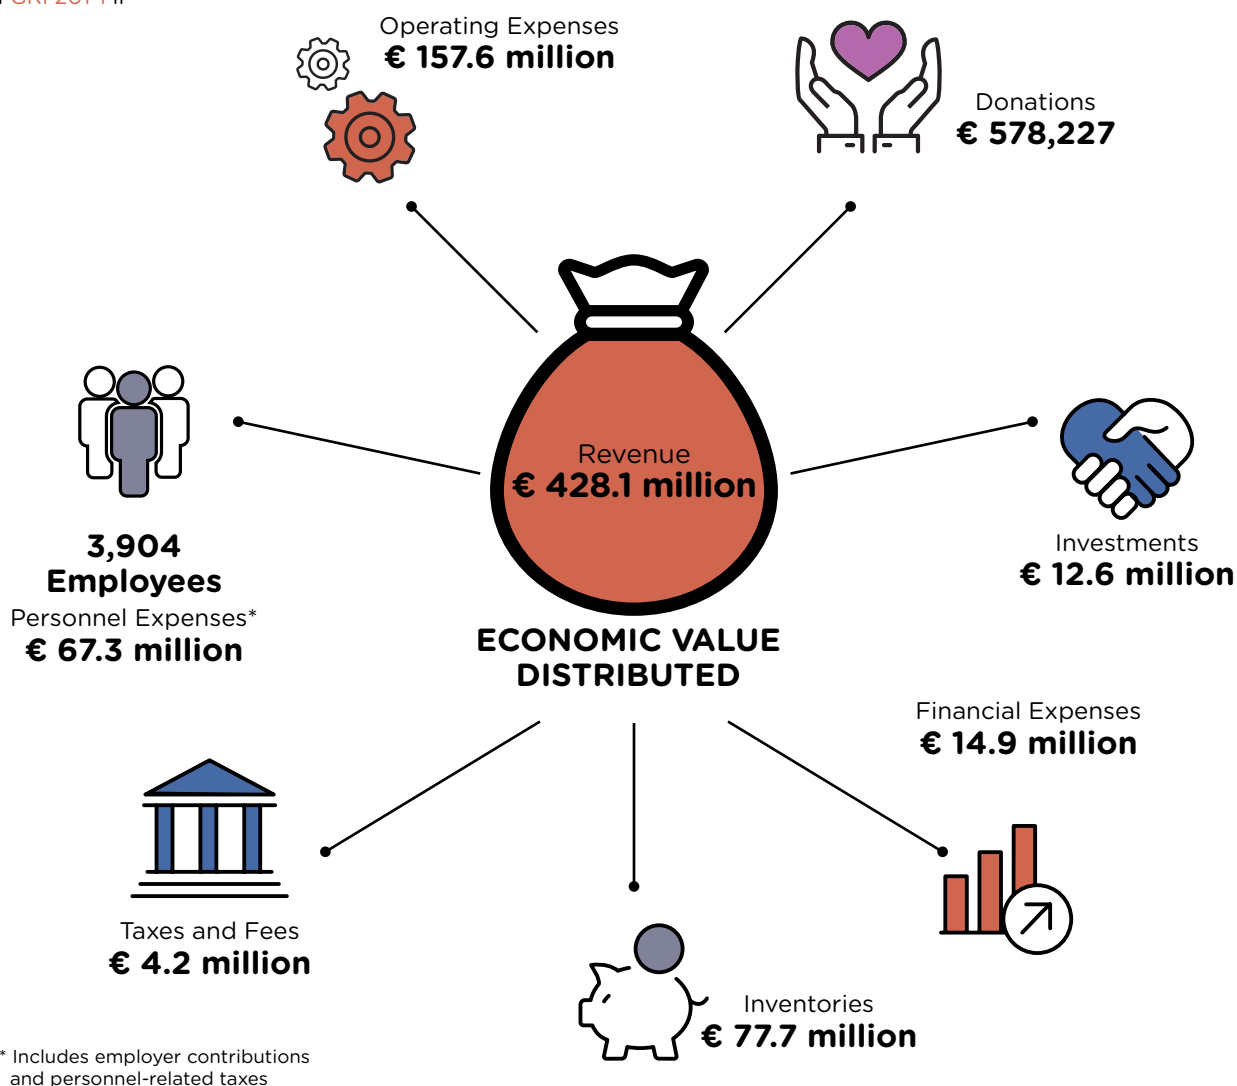 Operating Expenses
€ 157.6 million
Donations
€ 578,227
Revenue
€ 428.1 million
3,904
Employees
Personnel Expenses*
€ 67.3 million
Investments
€ 12.6 million
ECONOMIC VALUE
DISTRIBUTED
Financial Expenses
€ 14.9 million
Taxes and Fees
€ 4.2 million
Inventories
€ 77.7 million
* Includes employer contributions
and personnel-related taxes